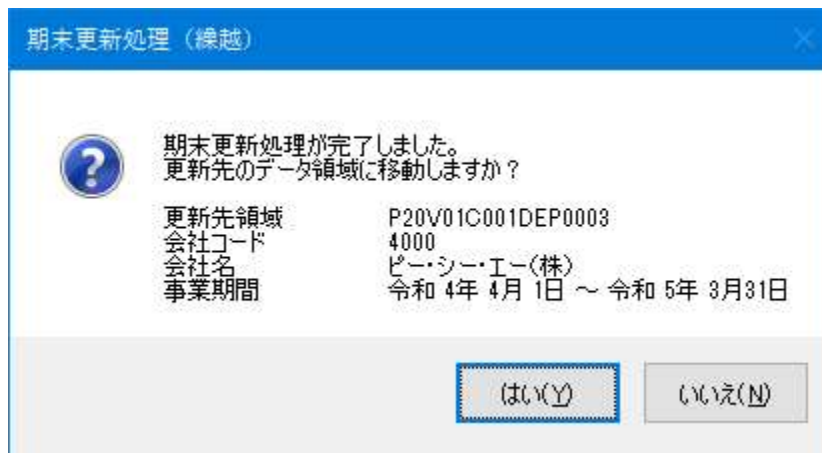 期末更新処理（繰越）
期末更新処理が完了しました。
更新先のデータ領域に移動しますか？
更新先領域 P20V01C001DEP0003
会社コード 4000
会社名 ピー・シー・エー(株)
事業期間 令和 4年 4月 1日 ～ 令和 5年 3月31日
はい(Y) いいえ(N)